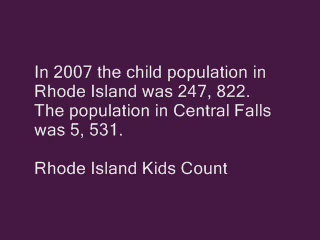 In 2007 the child population in
Rhode Island was 247, 822.
The population in Central Falls
was 5, 531.
Rhode Island Kids Count